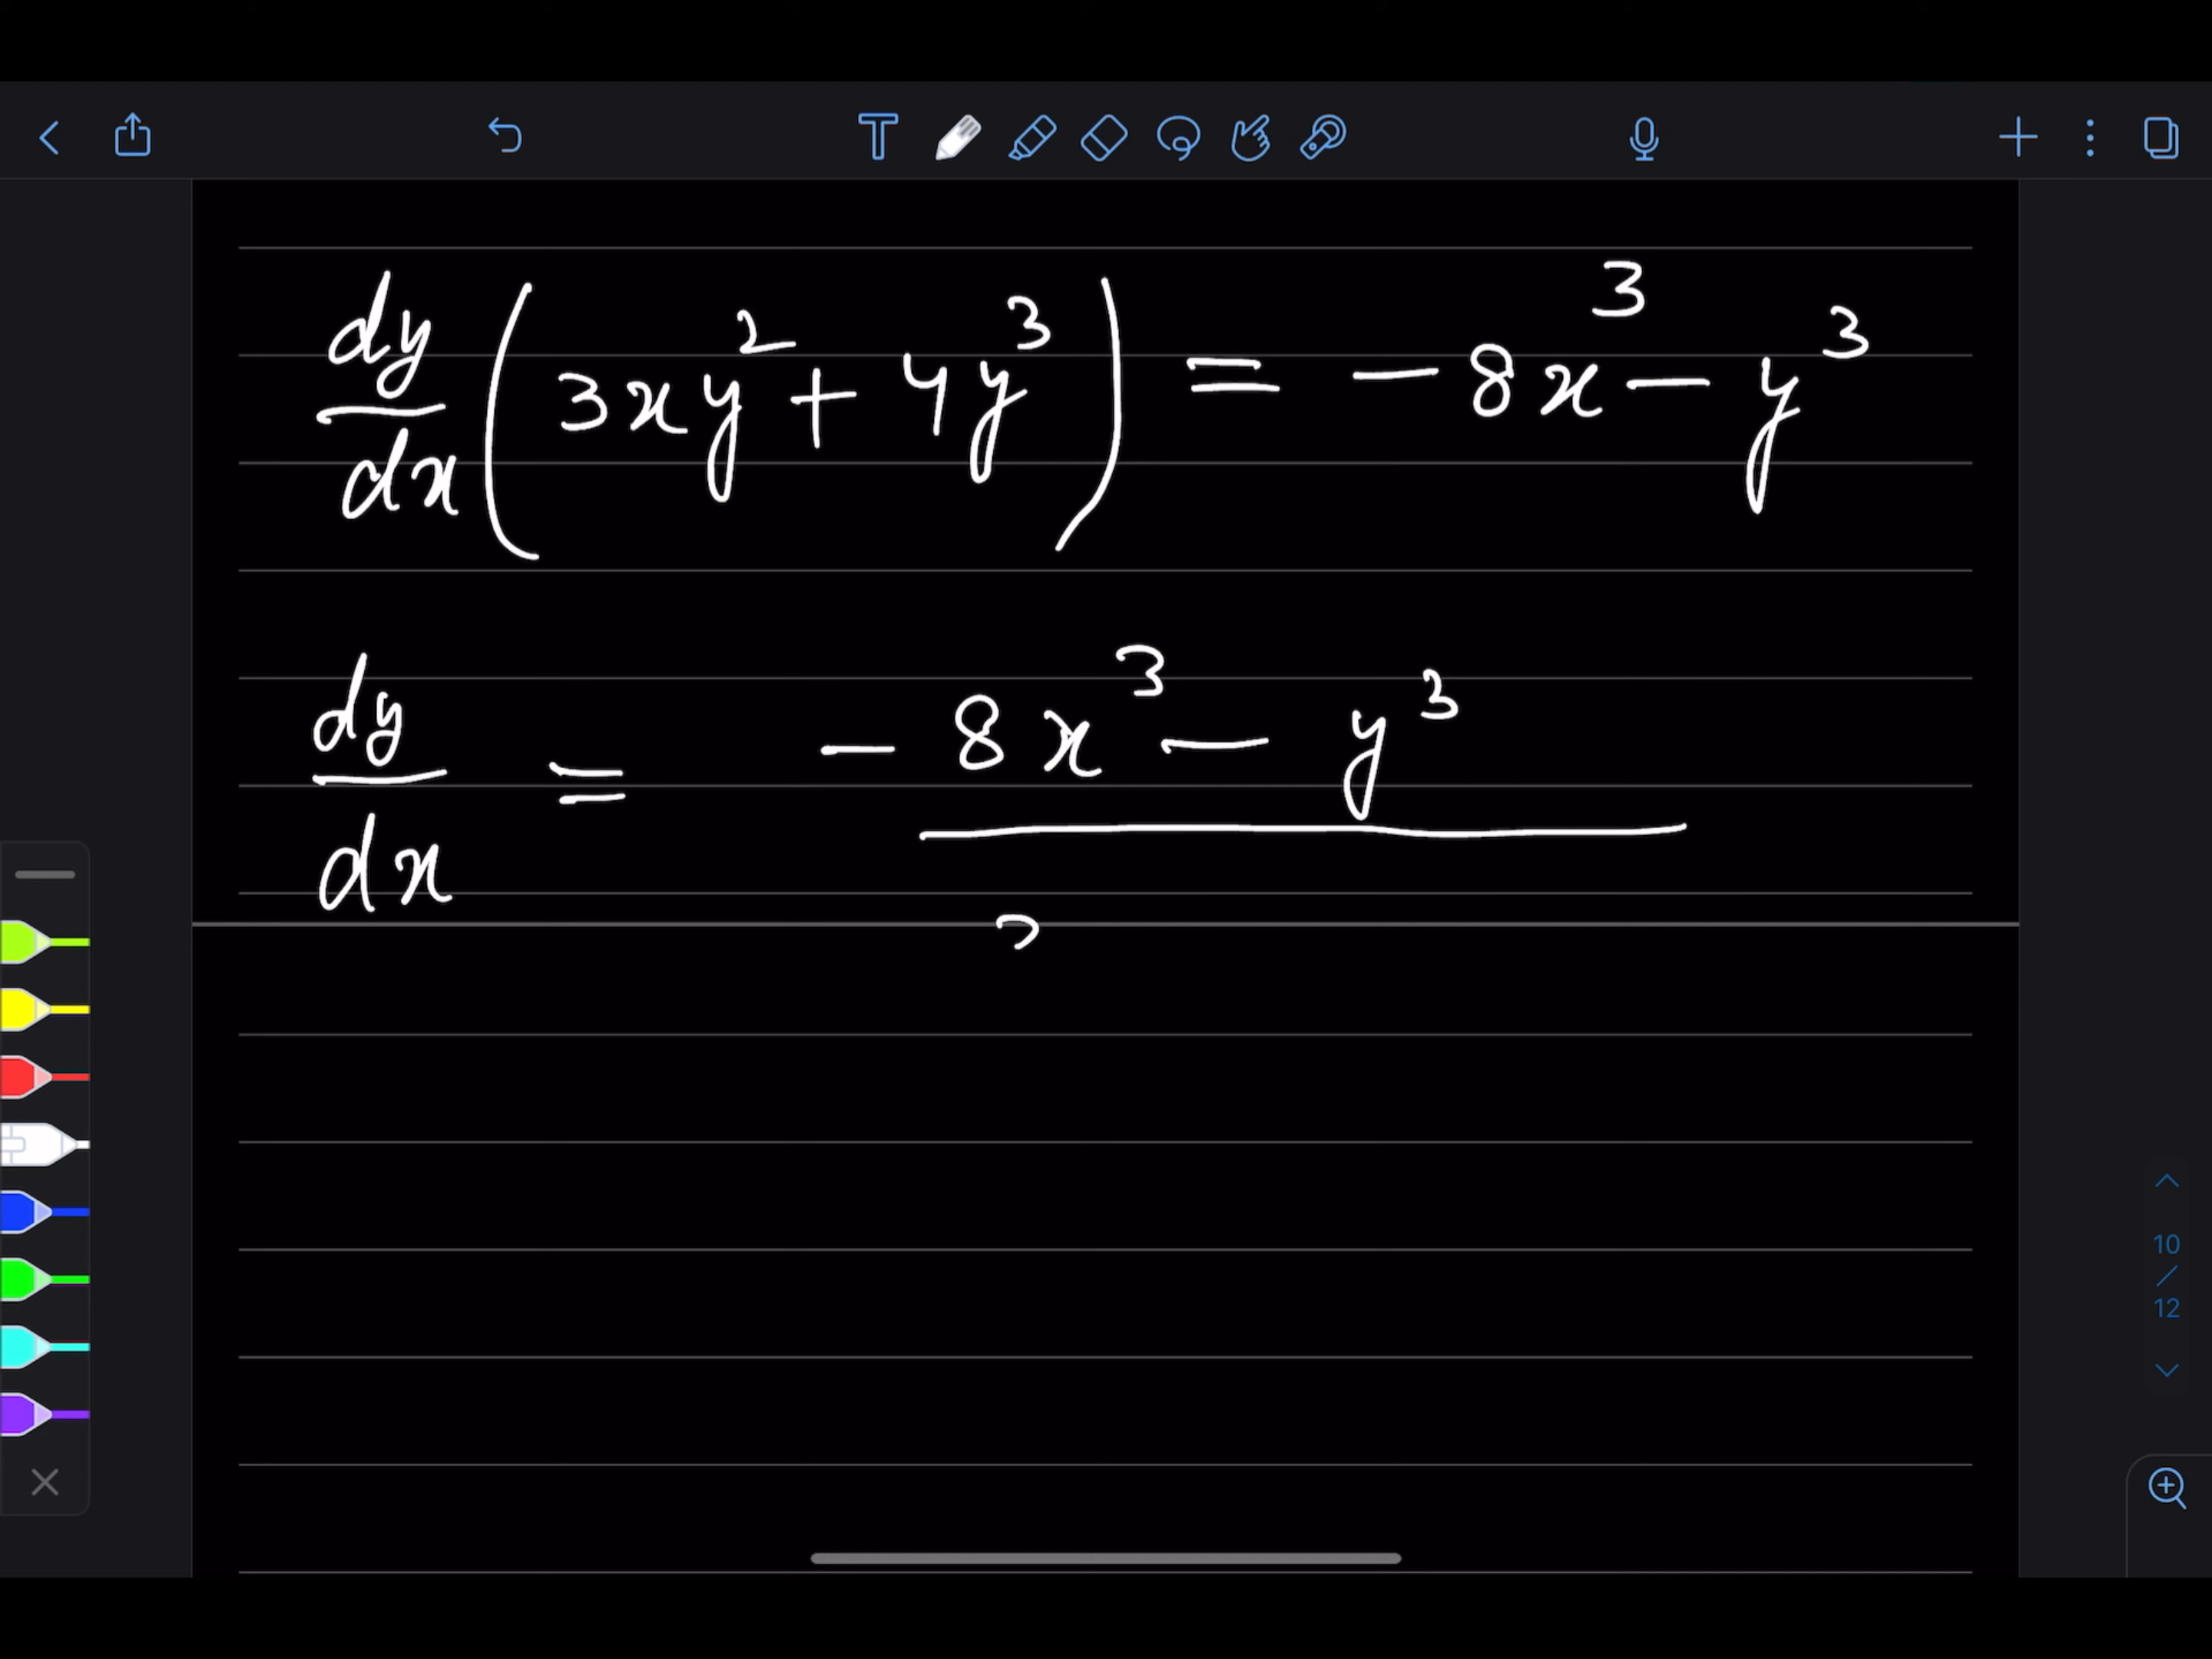 dy/dx (3xy² + 4y³) = -8x³ - y³
dy/dx = -8x³ - y³
10
/
12